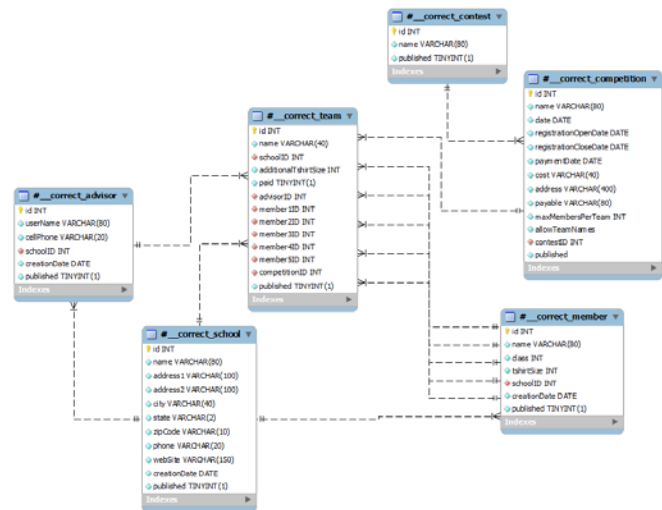 #__correct_contest
id INT
name VARCHAR(80)
published TINYINT(1)
Indexes
#__correct_competition
id INT
name VARCHAR(80)
date DATE
registrationOpenDate DATE
registrationCloseDate DATE
paymentDate DATE
cost VARCHAR(40)
address VARCHAR(400)
payable VARCHAR(80)
maxMembersPerTeam INT
allowTeamNames
contestID INT
published
Indexes
#__correct_team
id INT
name VARCHAR(40)
schoolID INT
additionalTshirtSize INT
paid TINYINT(1)
advisorID INT
member1ID INT
member2ID INT
member3ID INT
member4ID INT
member5ID INT
competitionID INT
published TINYINT(1)
Indexes
#__correct_advisor
id INT
userName VARCHAR(80)
cellPhone VARCHAR(20)
schoolID INT
creationDate DATE
published TINYINT(1)
Indexes
#__correct_school
id INT
name VARCHAR(80)
address1 VARCHAR(100)
address2 VARCHAR(100)
city VARCHAR(40)
state VARCHAR(2)
zipCode VARCHAR(10)
phone VARCHAR(20)
webSite VARCHAR(150)
creationDate DATE
published TINYINT(1)
Indexes
#__correct_member
id INT
name VARCHAR(80)
class INT
tshirtSize INT
schoolID INT
creationDate DATE
published TINYINT(1)
Indexes